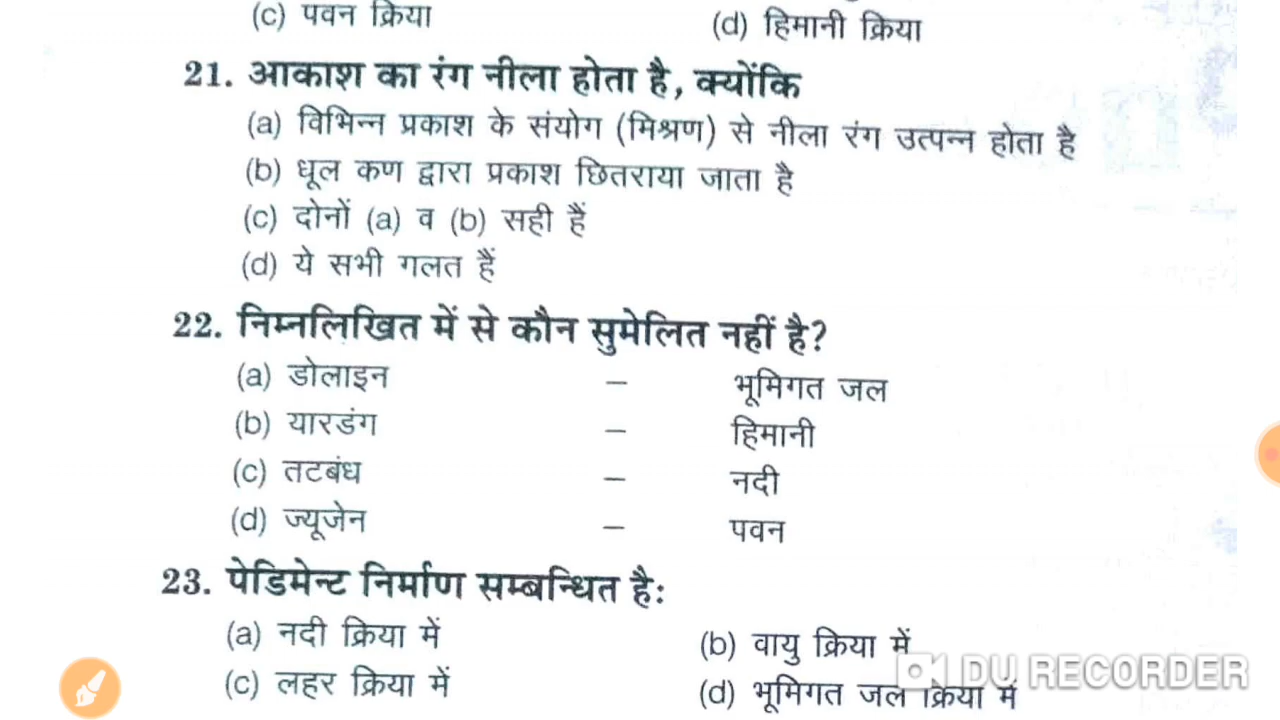 (c) पवन क्रिया (d) हिमानी क्रिया
21. आकाश का रंग नीला होता है, क्योंकि
(a) विभिन्न प्रकाश के संयोग (मिश्रण) से नीला रंग उत्पन्न होता है
(b) धूल कण द्वारा प्रकाश छितराया जाता है
(c) दोनों (a) व (b) सही हैं
(d) ये सभी गलत हैं
22. निम्नलिखित में से कौन सुमेलित नहीं है?
(a) डोलाइन – भूमिगत जल
(b) यारडंग – हिमानी
(c) तटबंध – नदी
(d) ज्यूजेन – पवन
23. पेडिमेन्ट निर्माण सम्बन्धित है:
(a) नदी क्रिया में (b) वायु क्रिया में
(c) लहर क्रिया में (d) भूमिगत जल क्रिया में
DU RECORDER